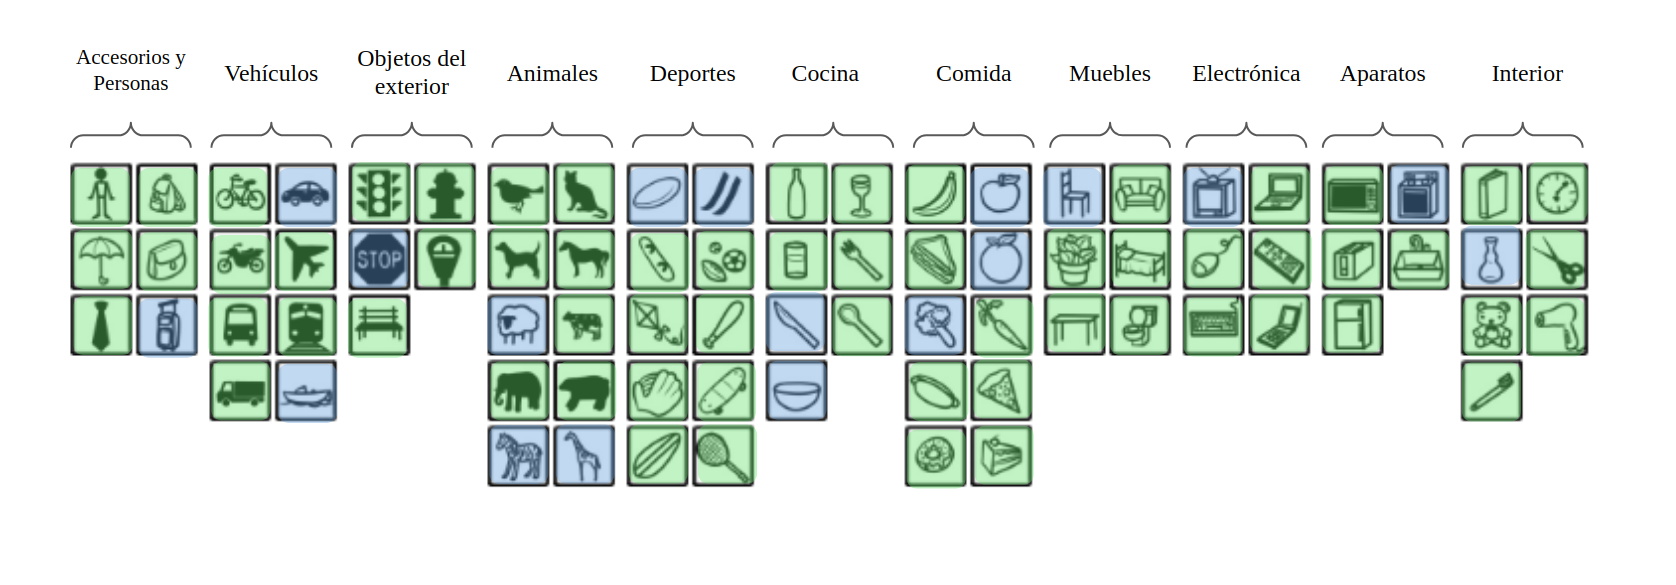 Accesorios y
Personas
Vehículos
Objetos del
exterior
Animales
Deportes
Cocina
Comida
Muebles
Electrónica
Aparatos
Interior
STOP